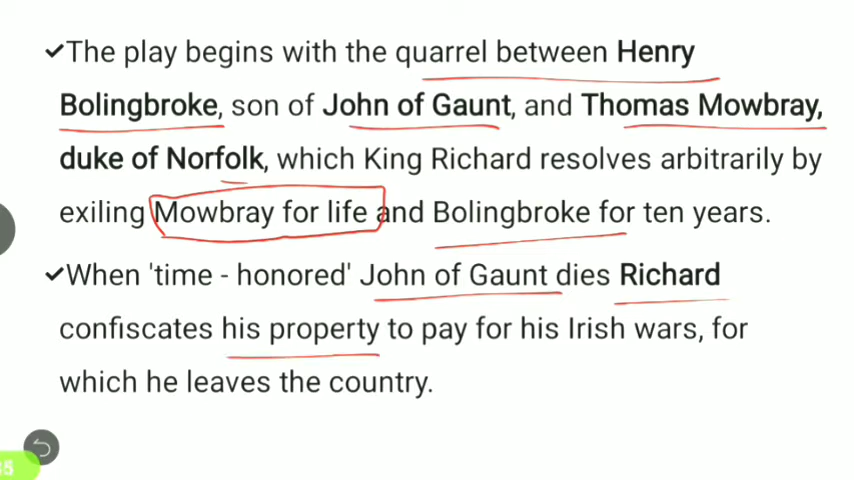 ✓The play begins with the quarrel between Henry
Bolingbroke, son of John of Gaunt, and Thomas Mowbray,
duke of Norfolk, which King Richard resolves arbitrarily by
exiling Mowbray for life and Bolingbroke for ten years.
✓When 'time - honored' John of Gaunt dies Richard
confiscates his property to pay for his Irish wars, for
which he leaves the country.